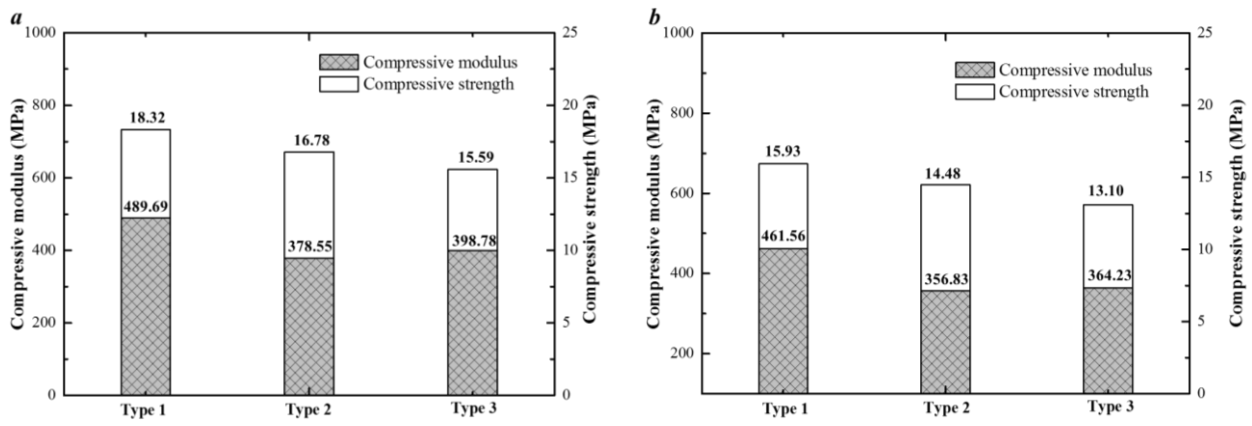 a
1000
800
600
400
200
0
25
20
15
10
5
0
Compressive modulus (MPa)
Compressive strength (MPa)
Compressive modulus
Compressive strength
18.32
489.69
16.78
378.55
15.59
398.78
Type 1
Type 2
Type 3
b
1000
800
600
400
200
25
20
15
10
5
0
Compressive modulus (MPa)
Compressive strength (MPa)
Compressive modulus
Compressive strength
15.93
461.56
14.48
356.83
13.10
364.23
Type 1
Type 2
Type 3